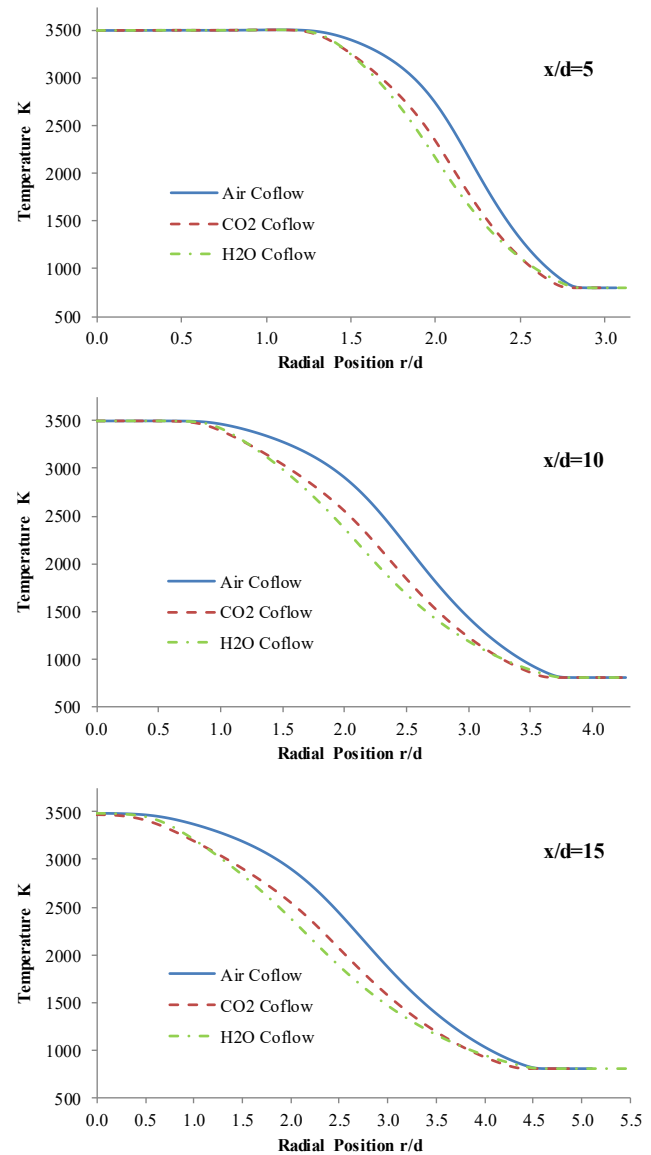 3500
3000
2500
2000
1500
1000
500
Temperature K
x/d=5
Air Coflow
CO2 Coflow
H2O Coflow
0.0 0.5 1.0 1.5 2.0 2.5 3.0
Radial Position r/d
3500
3000
2500
2000
1500
1000
500
Temperature K
x/d=10
Air Coflow
CO2 Coflow
H2O Coflow
0.0 0.5 1.0 1.5 2.0 2.5 3.0 3.5 4.0
Radial Position r/d
3500
3000
2500
2000
1500
1000
500
Temperature K
x/d=15
Air Coflow
CO2 Coflow
H2O Coflow
0.0 0.5 1.0 1.5 2.0 2.5 3.0 3.5 4.0 4.5 5.0 5.5
Radial Position r/d